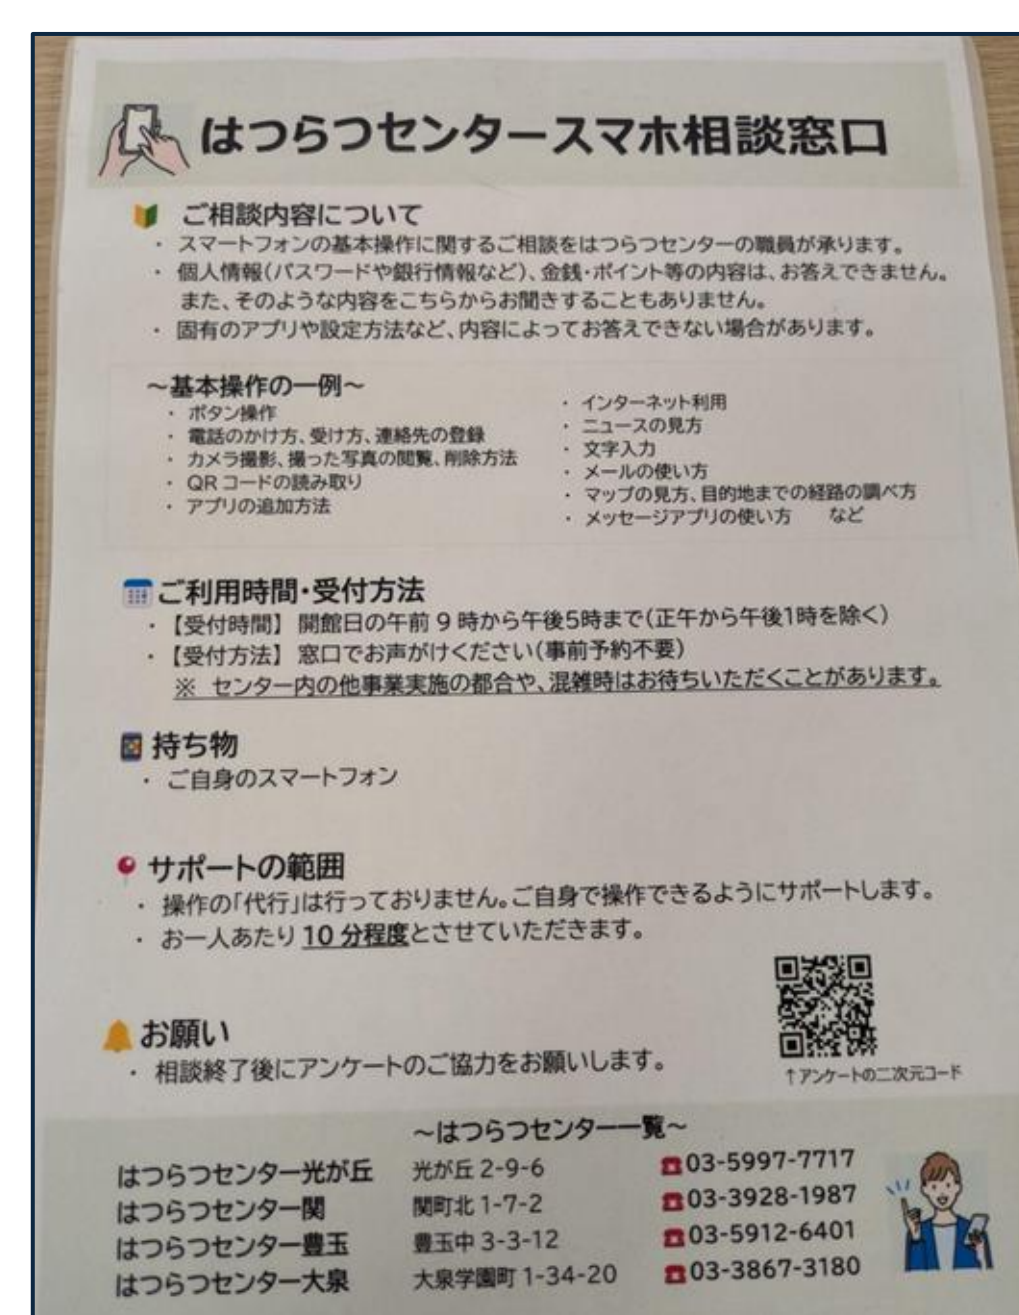 はつらつセンタースマホ相談窓口
ご相談内容について
・ スマートフォンの基本操作に関するご相談をはつらつセンターの職員が承ります。
・ 個人情報(パスワードや銀行情報など)、金銭・ポイント等の内容は、お答えできません。
また、そのような内容をこちらからお聞きすることもありません。
・ 固有のアプリや設定方法など、内容によってお答えできない場合があります。
～基本操作の一例～
・ ボタン操作
・ 電話のかけ方、受け方、連絡先の登録
・ カメラ撮影、撮った写真の閲覧、削除方法
・ QRコードの読み取り
・ アプリの追加方法
・ インターネット利用
・ ニュースの見方
・ 文字入力
・ メールの使い方
・ マップの見方、目的地までの経路の調べ方
・ メッセージアプリの使い方 など
ご利用時間・受付方法
・【受付時間】 開館日の午前9時から午後5時まで(正午から午後1時を除く)
・【受付方法】 窓口でお声がけください(事前予約不要)
※ センター内の他事業実施の都合や、混雑時はお待ちいただくことがあります。
持ち物
・ ご自身のスマートフォン
サポートの範囲
・ 操作の「代行」は行っておりません。ご自身で操作できるようにサポートします。
・ お一人あたり10分程度とさせていただきます。
お願い
・ 相談終了後にアンケートのご協力をお願いします。
↑アンケートの二次元コード
～はつらつセンター一覧～
はつらつセンター光が丘 光が丘2-9-6 ☎03-5997-7717
はつらつセンター関 関町北1-7-2 ☎03-3928-1987
はつらつセンター豊玉 豊玉中3-3-12 ☎03-5912-6401
はつらつセンター大泉 大泉学園町1-34-20 ☎03-3867-3180